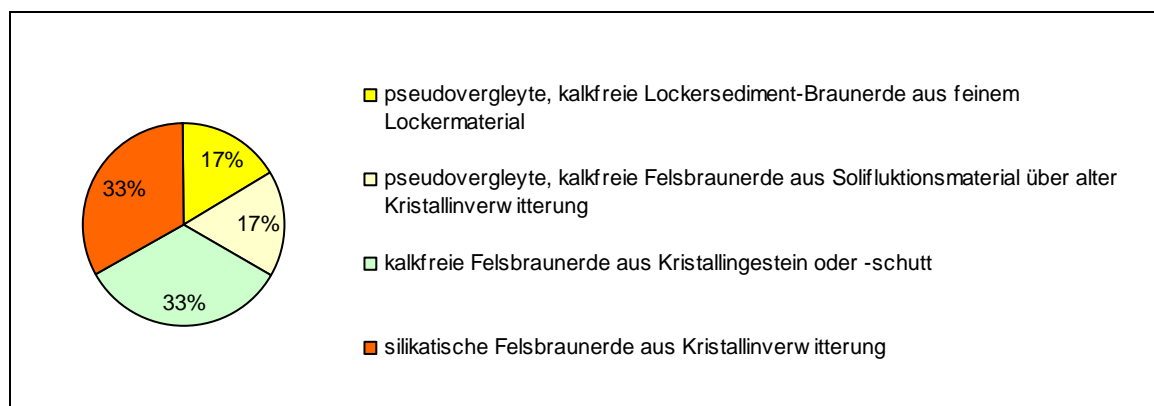 17%
17%
33%
33%
pseudovergleyte, kalkfreie Lockersediment-Braunerde aus feinem
Lockermaterial
pseudovergleyte, kalkfreie Felsbraunerde aus Solifluktionsmaterial über alter
Kristallinverwitterung
kalkfreie Felsbraunerde aus Kristallingestein oder -schutt
silikatische Felsbraunerde aus Kristallinverwitterung